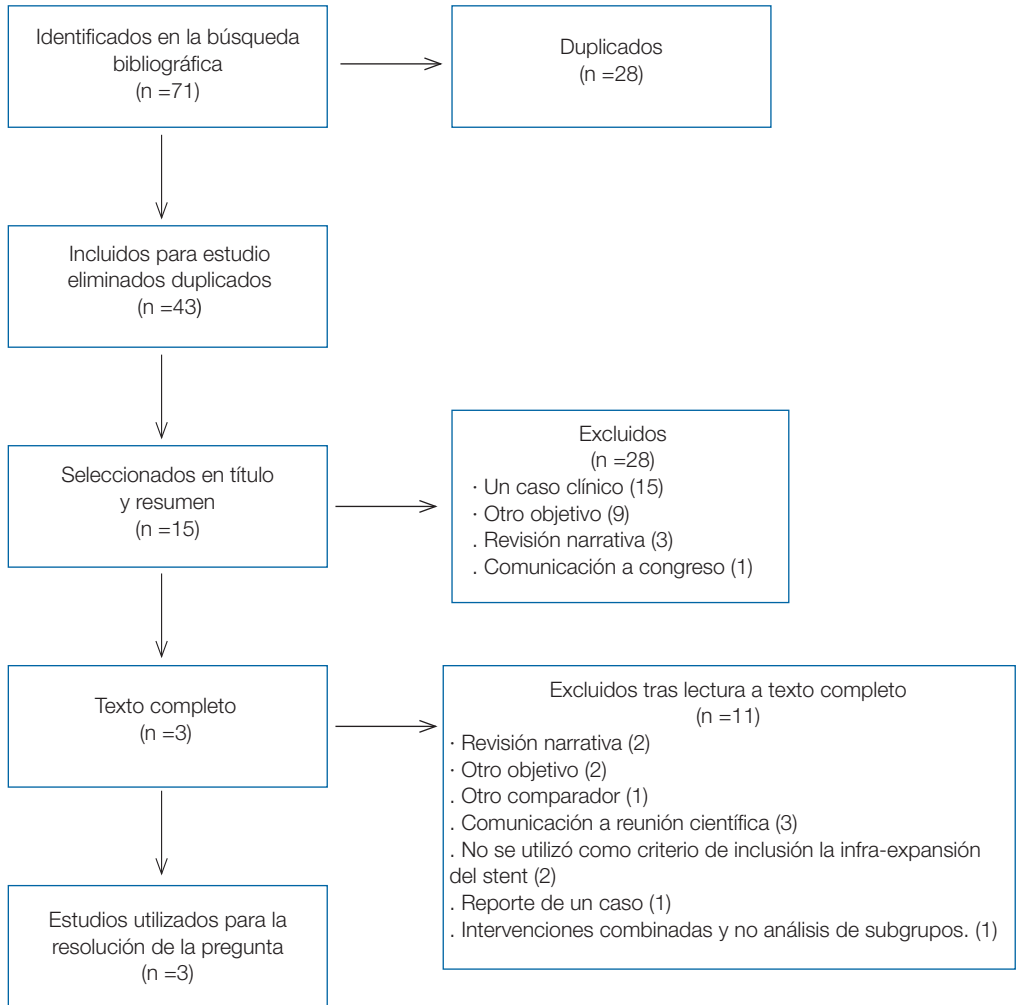 Identificados en la búsqueda
bibliográfica
(n =71)
Duplicados
(n =28)
Incluidos para estudio
eliminados duplicados
(n =43)
Seleccionados en título
y resumen
(n =15)
Excluidos
(n =28)
· Un caso clínico (15)
· Otro objetivo (9)
. Revisión narrativa (3)
. Comunicación a congreso (1)
Texto completo
(n =3)
Excluidos tras lectura a texto completo
(n =11)
· Revisión narrativa (2)
· Otro objetivo (2)
. Otro comparador (1)
. Comunicación a reunión científica (3)
. No se utilizó como criterio de inclusión la infra-expansión
del stent (2)
. Reporte de un caso (1)
. Intervenciones combinadas y no análisis de subgrupos. (1)
Estudios utilizados para la
resolución de la pregunta
(n =3)